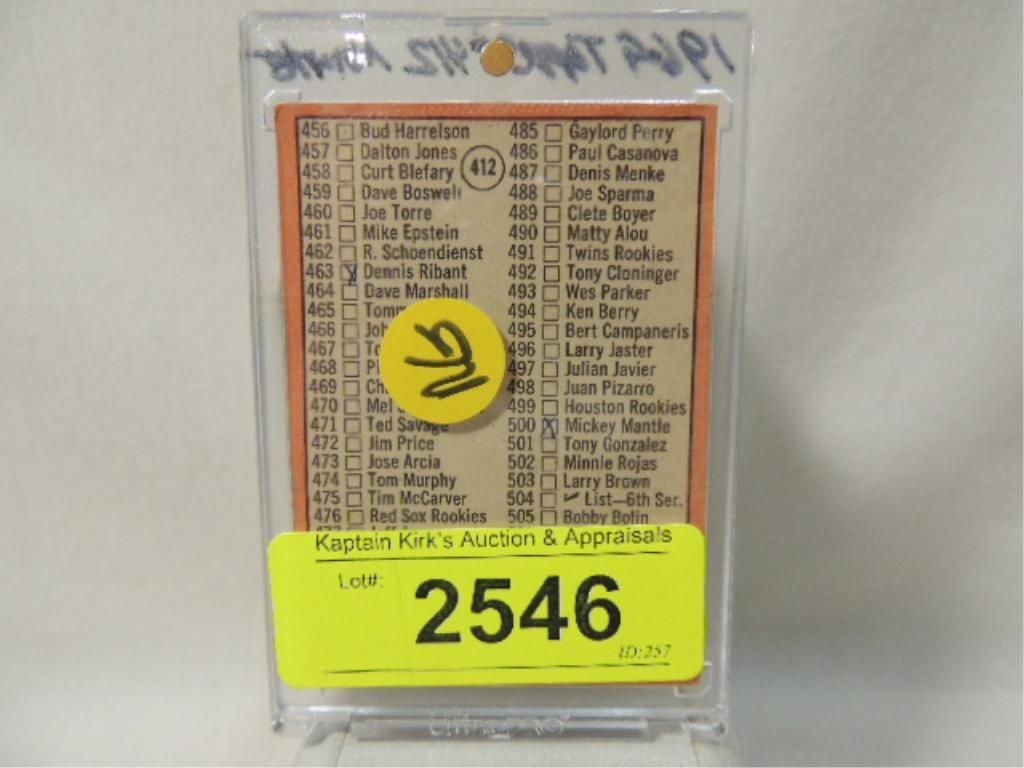 1969 Topps 412 Mantle
456 Bud Harrelson
457 Dalton Jones
458 Curt Blefary
412
459 Dave Boswell
460 Joe Torre
461 Mike Epstein
462 R. Schoendienst
463 Dennis Ribant
464 Dave Marshall
465
466
467
468
469
470 Mel
471 Ted Savage
472 Jim Price
473 Jose Arcia
474 Tom Murphy
475 Tim McCarver
476 Red Sox Rookies
485 Gaylord Perry
486 Paul Casanova
487 Denis Menke
488 Joe Sparma
489 Clete Boyer
490 Matty Alou
491 Twins Rookies
492 Tony Cloninger
493 Wes Parker
494 Ken Berry
495 Bert Campaneris
496 Larry Jaster
497 Julian Javier
498 Juan Pizarro
499 Houston Rookies
500 X Mickey Mantle
501 Tony Gonzalez
502 Minnie Rojas
503 Larry Brown
504 ✓ List—6th Ser.
505 Bobby Bolin
Kaptain Kirk's Auction & Appraisals
Lot#:
2546
ID:257